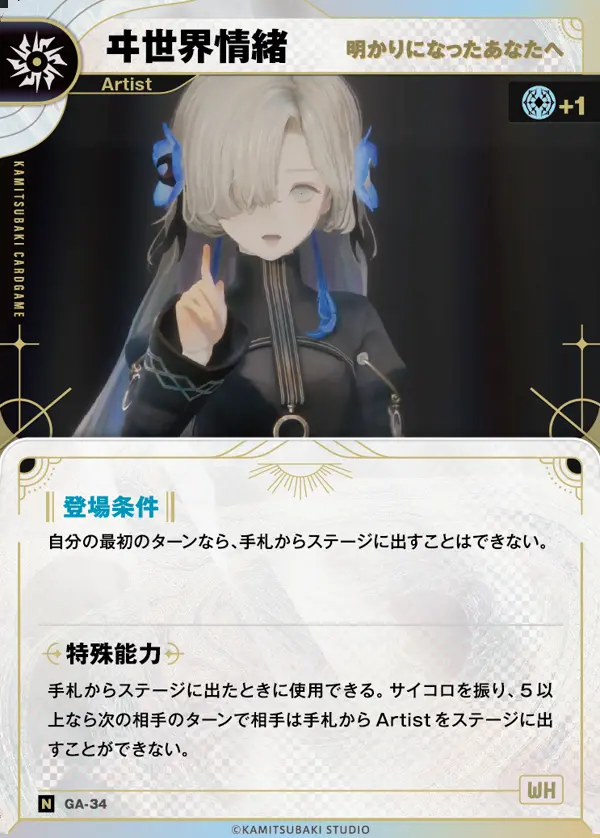 ヰ世界情緒
明かりになったあなたへ
Artist
+1
KAMITSUBAKI CARDGAME
登場条件
自分の最初のターンなら、手札からステージに出すことはできない。
特殊能力
手札からステージに出たときに使用できる。サイコロを振り、5以
上なら次の相手のターンで相手は手札からArtistをステージに出
すことができない。
WH
N GA-34
©KAMITSUBAKI STUDIO